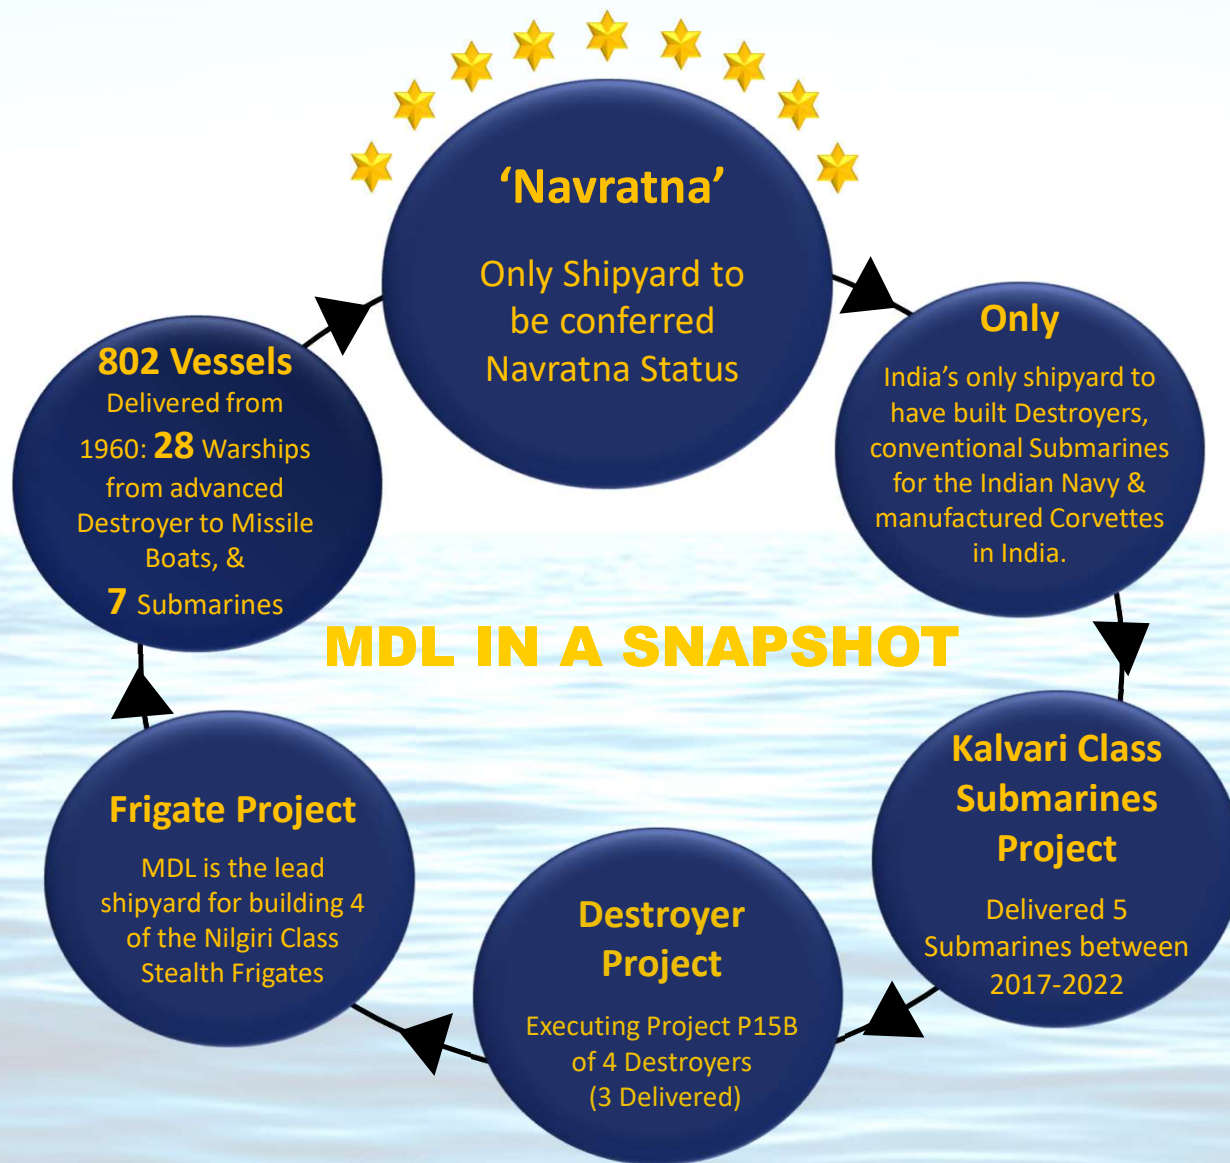 ‘Navratna’
Only Shipyard to
be conferred
Navratna Status
Only
India’s only shipyard to
have built Destroyers,
conventional Submarines
for the Indian Navy &
manufactured Corvettes
in India.
Kalvari Class
Submarines
Project
Delivered 5
Submarines between
2017-2022
Destroyer
Project
Executing Project P15B
of 4 Destroyers
(3 Delivered)
Frigate Project
MDL is the lead
shipyard for building 4
of the Nilgiri Class
Stealth Frigates
802 Vessels
Delivered from
1960: 28 Warships
from advanced
Destroyer to Missile
Boats, &
7 Submarines
MDL IN A SNAPSHOT